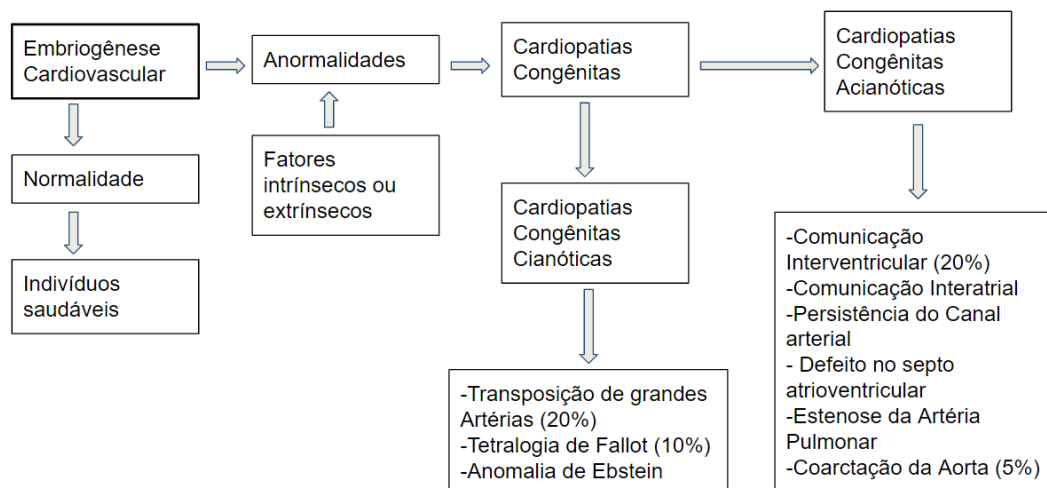 Embriogênese
Cardiovascular
Anormalidades
Cardiopatias
Congênitas
Cardiopatias
Congênitas
Acianóticas
Normalidade
Fatores
intrínsecos ou
extrínsecos
Cardiopatias
Congênitas
Cianóticas
Indivíduos
saudáveis
-Transposição de grandes
Artérias (20%)
-Tetralogia de Fallot (10%)
-Anomalia de Ebstein
-Comunicação
Interventricular (20%)
-Comunicação Interatrial
-Persistência do Canal
arterial
- Defeito no septo
atrioventricular
-Estenose da Artéria
Pulmonar
-Coarctação da Aorta (5%)